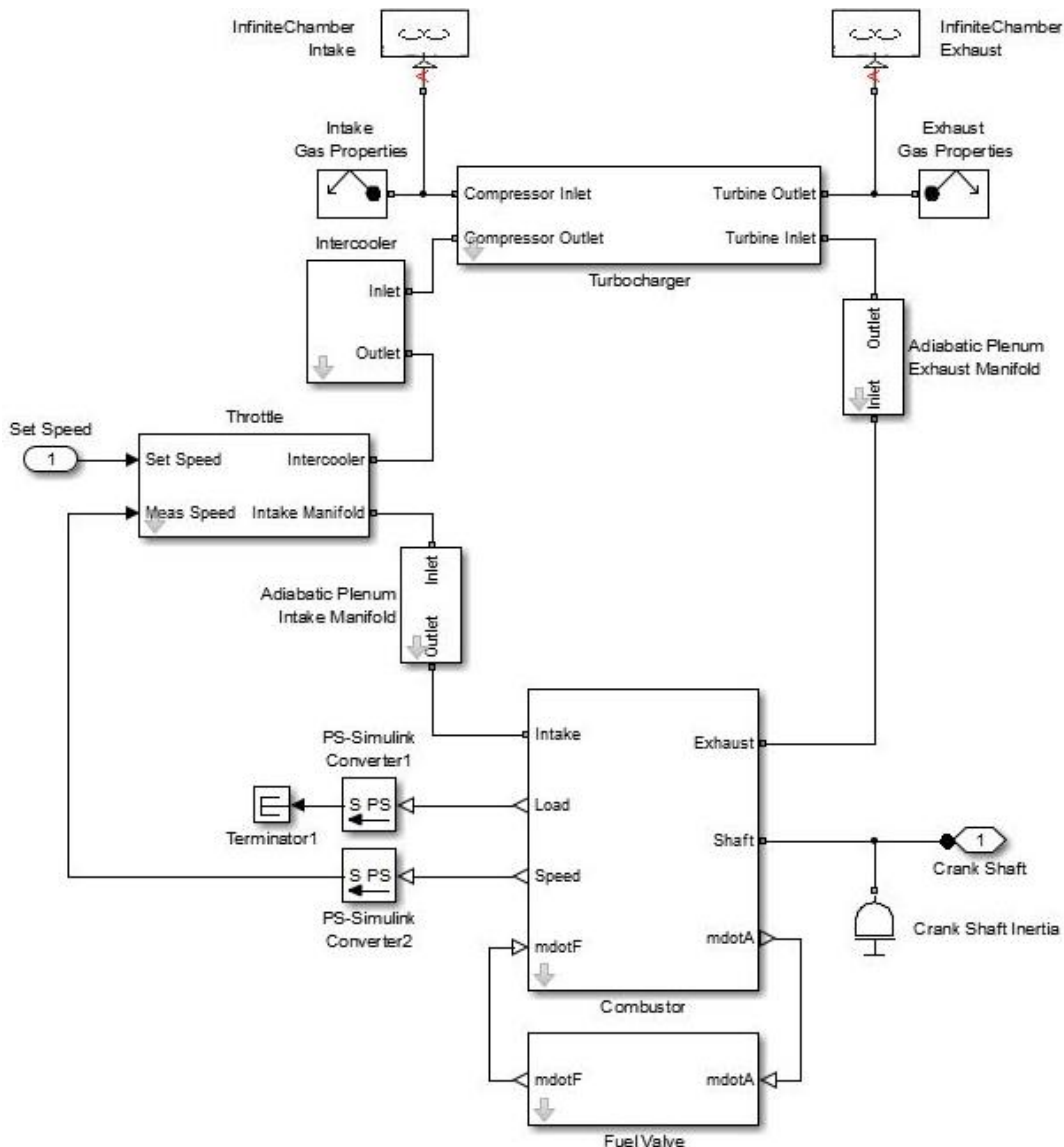 InfiniteChamber
Intake
InfiniteChamber
Exhaust
Intake
Gas Properties
Exhaust
Gas Properties
Compressor Inlet
Turbine Outlet
Compressor Outlet
Turbine Inlet
Turbocharger
Intercooler
Inlet
Outlet
Outlet
Inlet
Adiabatic Plenum
Exhaust Manifold
Throttle
Set Speed
1
Set Speed
Intercooler
Meas Speed
Intake Manifold
Inlet
Outlet
Adiabatic Plenum
Intake Manifold
PS-Simulink
Converter1
S PS
Terminator1
S PS
PS-Simulink
Converter2
Intake
Exhaust
Load
Shaft
Speed
mdotF
mdotA
Combustor
1
Crank Shaft
Crank Shaft Inertia
mdotF
mdotA
Fuel Valve